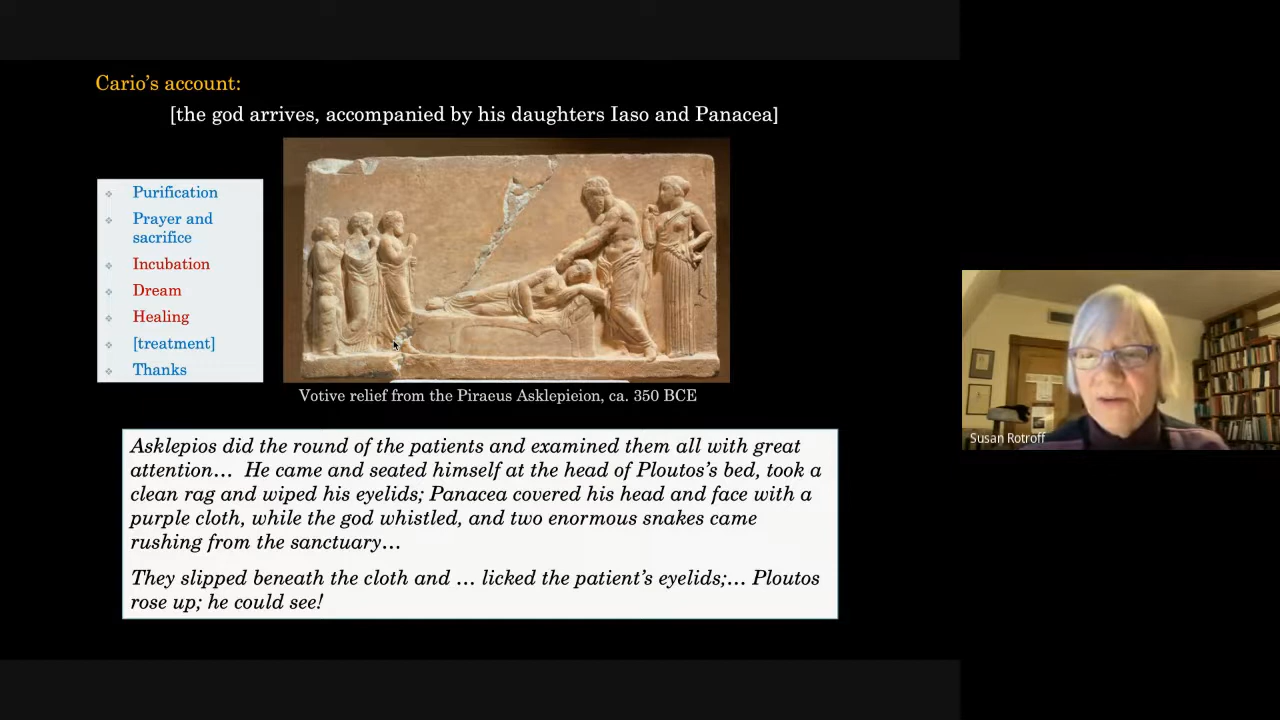 Cario's account:
[the god arrives, accompanied by his daughters Iaso and Panacea]
Purification
Prayer and
sacrifice
Incubation
Dream
Healing
[treatment]
Thanks
Votive relief from the Piraeus Asklepieion, ca. 350 BCE
Asklepios did the round of the patients and examined them all with great
attention… He came and seated himself at the head of Ploutos's bed, took a
clean rag and wiped his eyelids; Panacea covered his head and face with a
purple cloth, while the god whistled, and two enormous snakes came
rushing from the sanctuary…
They slipped beneath the cloth and … licked the patient's eyelids;… Ploutos
rose up; he could see!
Susan Rotroff